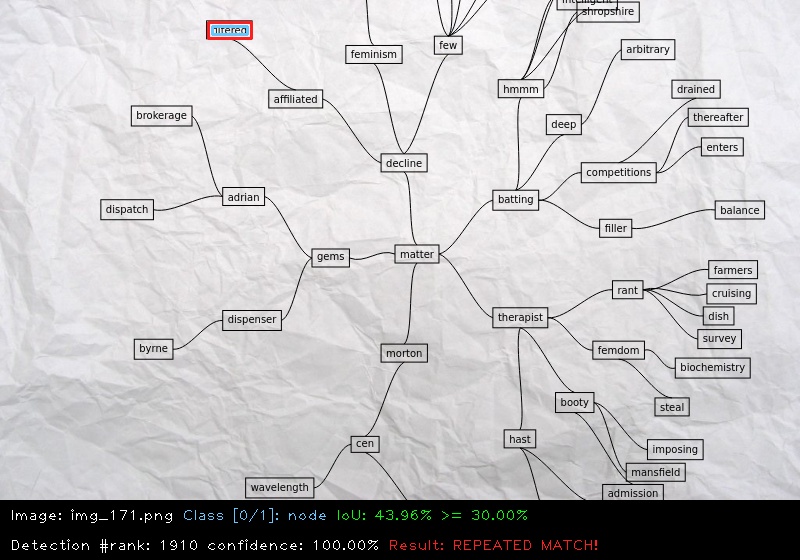 shropshire
few
feminism
arbitrary
hmmm
drained
affiliated
brokerage
thereafter
deep
enters
decline
competitions
adrian
batting
dispatch
balance
filler
matter
gems
farmers
rant
cruising
dish
therapist
dispenser
survey
byrne
femdom
morton
biochemistry
booty
steal
hast
cen
imposing
mansfield
wavelength
admission
Image: img_171.png Class [0/1]: node IoU: 43.96% >= 30.00%
Detection #rank: 1910 confidence: 100.00% Result: REPEATED MATCH!